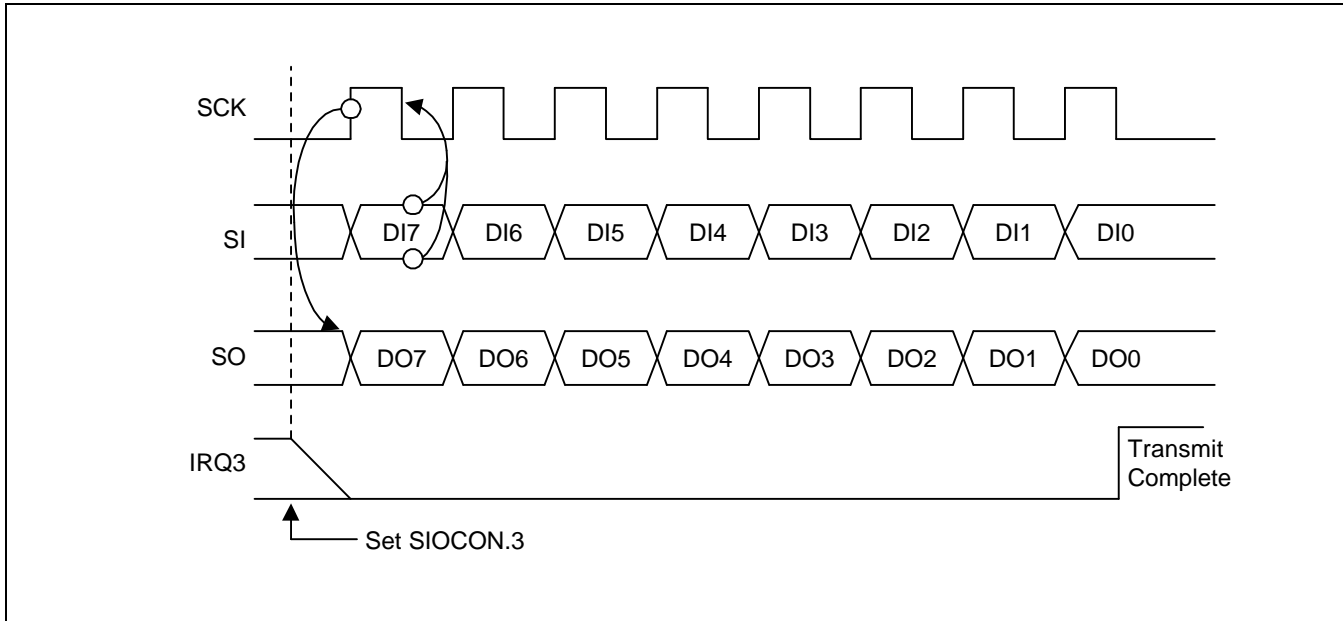 SCK
SI DI7 DI6 DI5 DI4 DI3 DI2 DI1 DI0
SO DO7 DO6 DO5 DO4 DO3 DO2 DO1 DO0
IRQ3
Transmit
Complete
Set SIOCON.3